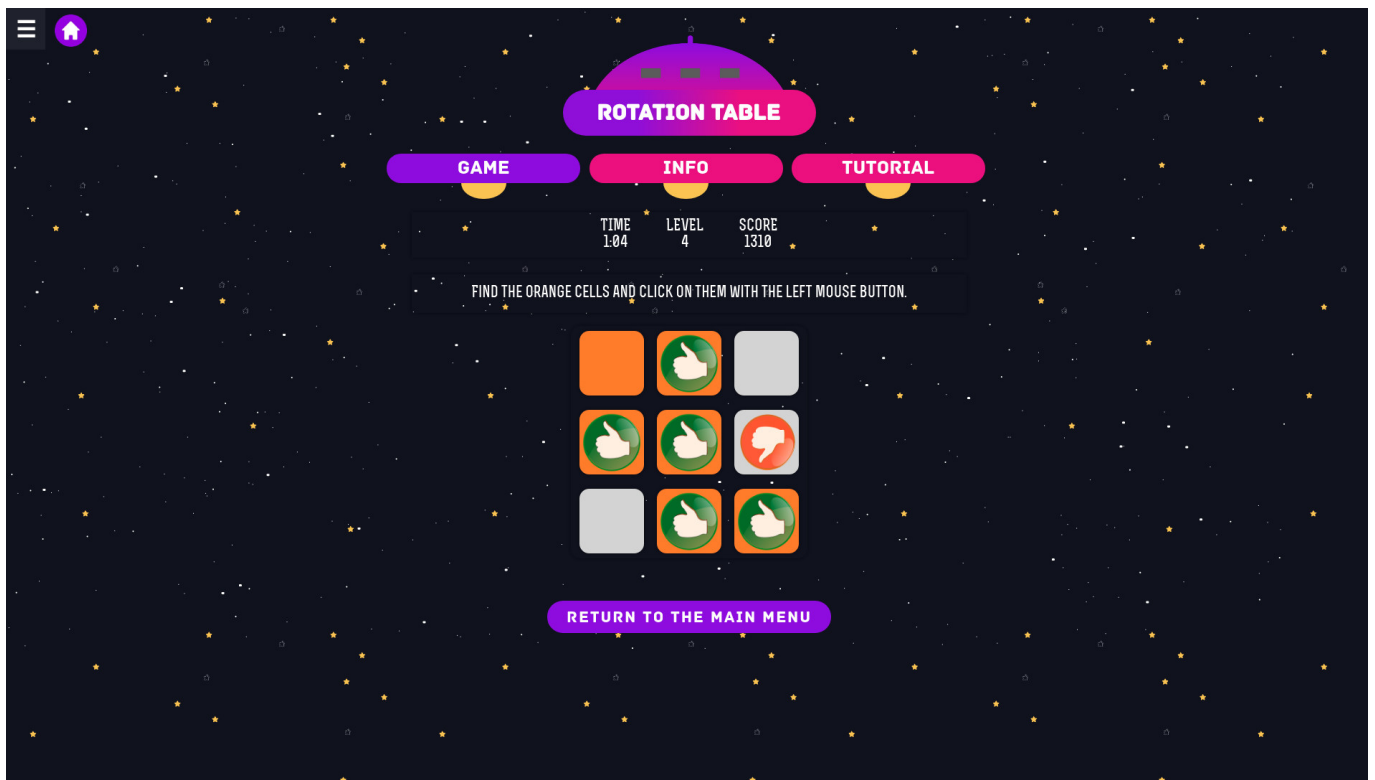 ROTATION TABLE
GAME INFO TUTORIAL
TIME LEVEL SCORE
1:04 4 1310
FIND THE ORANGE CELLS AND CLICK ON THEM WITH THE LEFT MOUSE BUTTON.
RETURN TO THE MAIN MENU